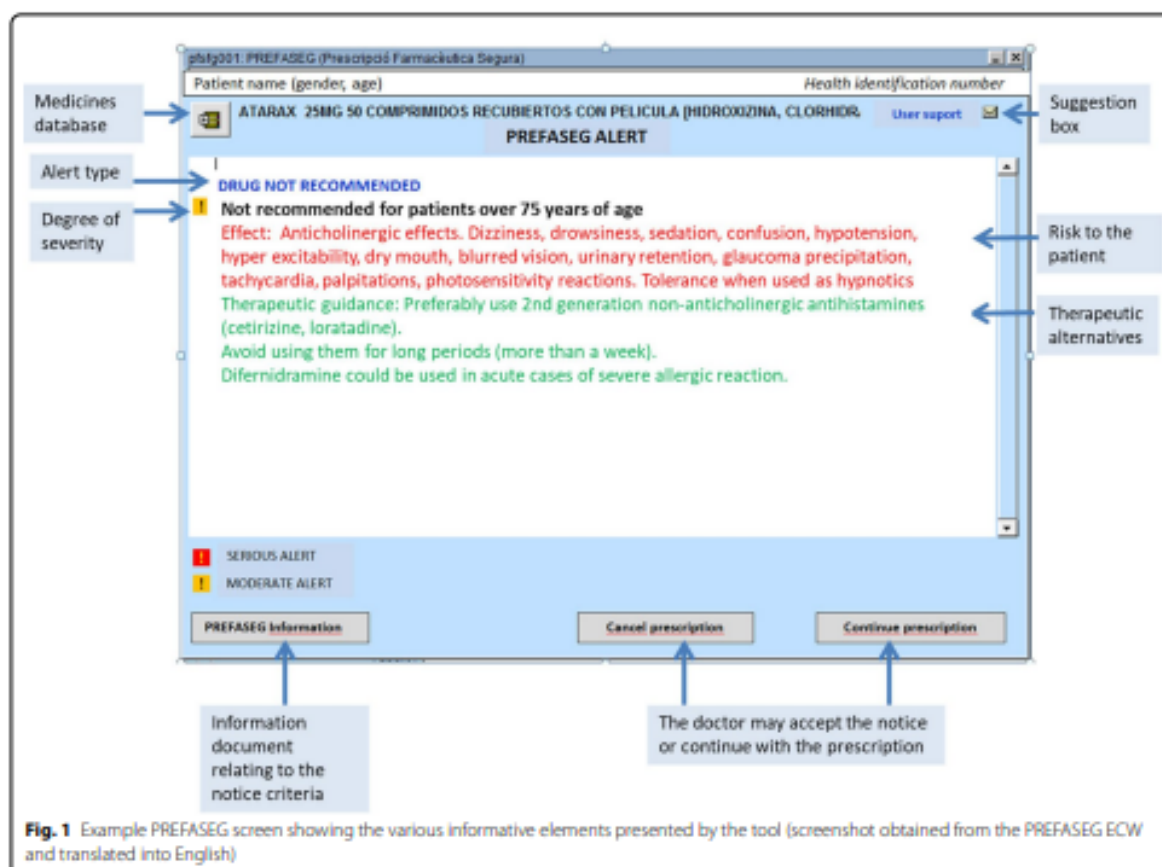 pfsfg001: PREFASEG (Prescripció Farmacèutica Segura)
Patient name (gender, age) Health identification number
Medicines database
ATARAX 25MG 50 COMPRIMIDOS RECUBIERTOS CON PELICULA [HIDROXIZINA, CLORHIDR.
User suport
Suggestion box
PREFASEG ALERT
Alert type
DRUG NOT RECOMMENDED
Degree of severity
Not recommended for patients over 75 years of age
Effect: Anticholinergic effects. Dizziness, drowsiness, sedation, confusion, hypotension,
hyper excitability, dry mouth, blurred vision, urinary retention, glaucoma precipitation,
tachycardia, palpitations, photosensitivity reactions. Tolerance when used as hypnotics
Risk to the patient
Therapeutic guidance: Preferably use 2nd generation non-anticholinergic antihistamines
(cetirizine, loratadine).
Avoid using them for long periods (more than a week).
Difernidramine could be used in acute cases of severe allergic reaction.
Therapeutic alternatives
SERIOUS ALERT
MODERATE ALERT
PREFASEG Information
Cancel prescription
Continue prescription
Information
document
relating to the
notice criteria
The doctor may accept the notice
or continue with the prescription
Fig. 1 Example PREFASEG screen showing the various informative elements presented by the tool (screenshot obtained from the PREFASEG ECW
and translated into English)